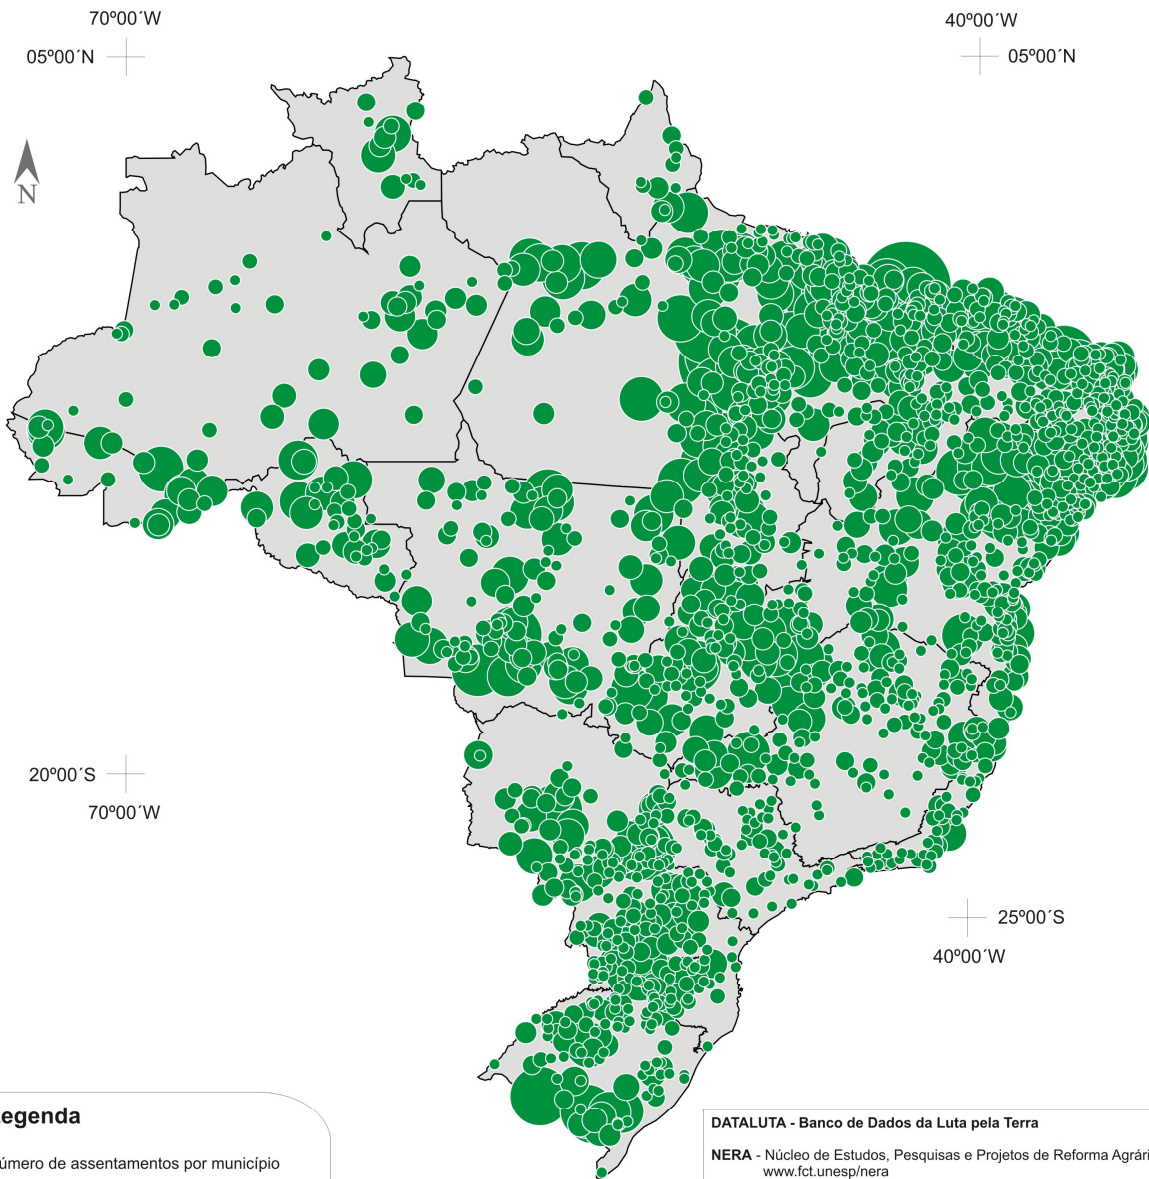 70º00´W
40º00´W
05º00´N
05º00´N
N
20º00´S
70º00´W
25º00´S
40º00´W
egenda
úmero de assentamentos por município
DATALUTA - Banco de Dados da Luta pela Terra
NERA - Núcleo de Estudos, Pesquisas e Projetos de Reforma Agrári
www.fct.unesp/nera